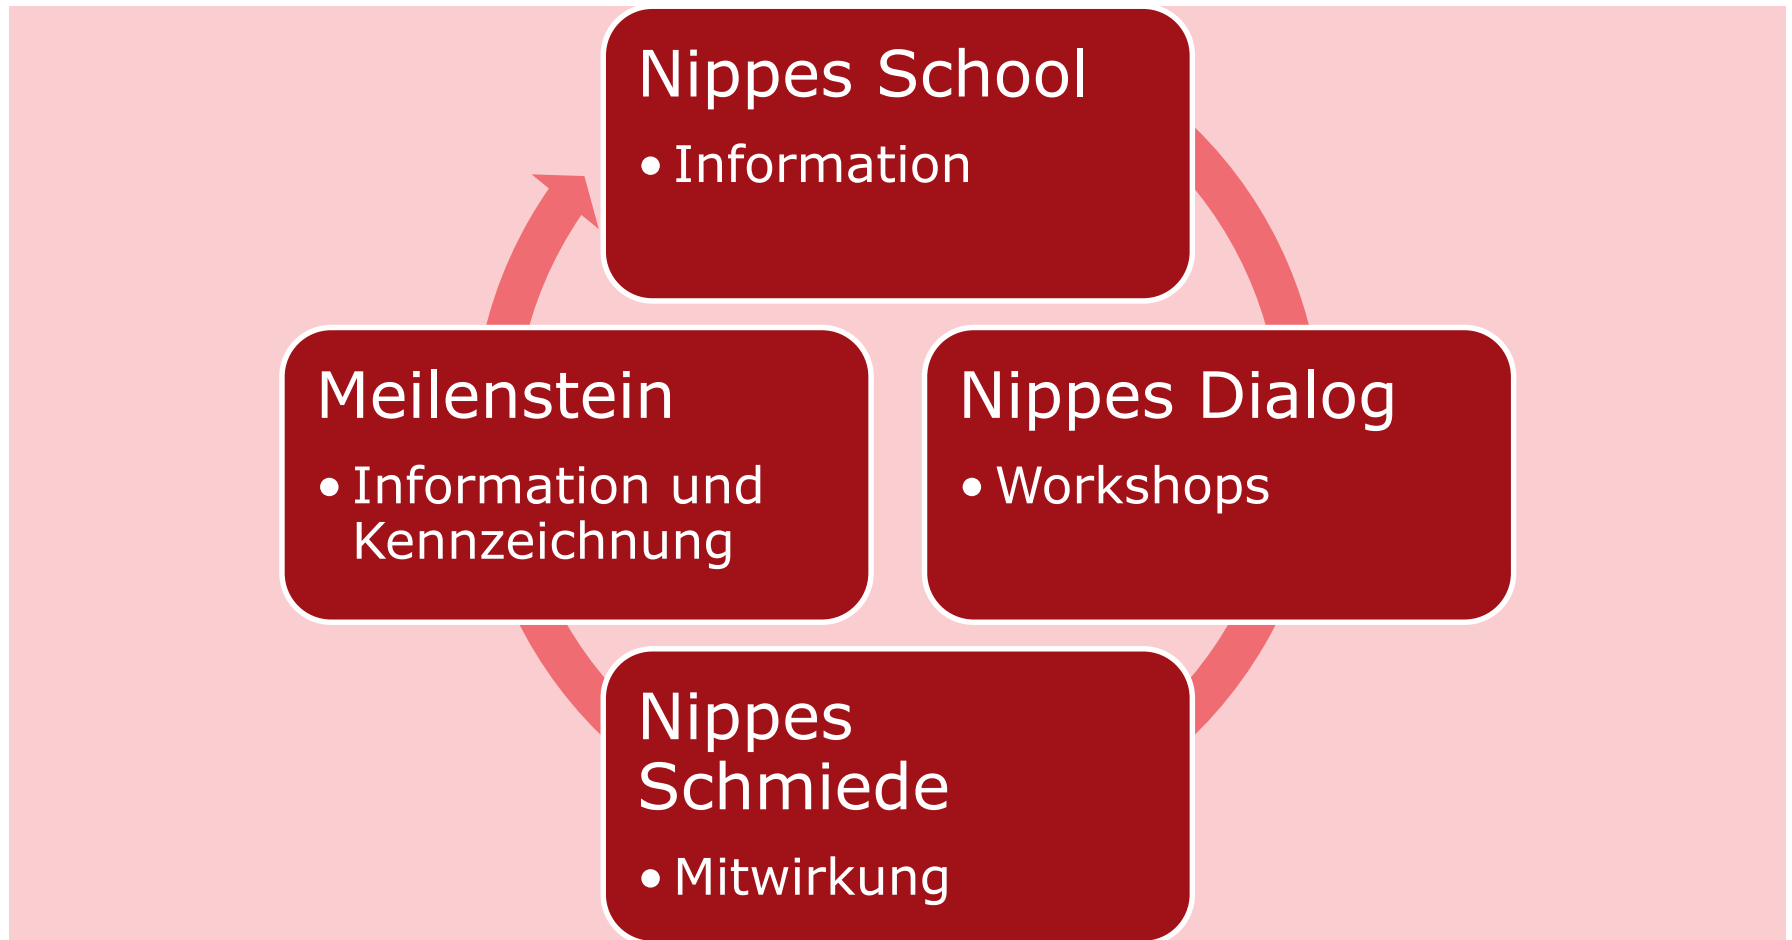 Nippes School
• Information
Meilenstein
• Information und
Kennzeichnung
Nippes Dialog
• Workshops
Nippes
Schmiede
• Mitwirkung